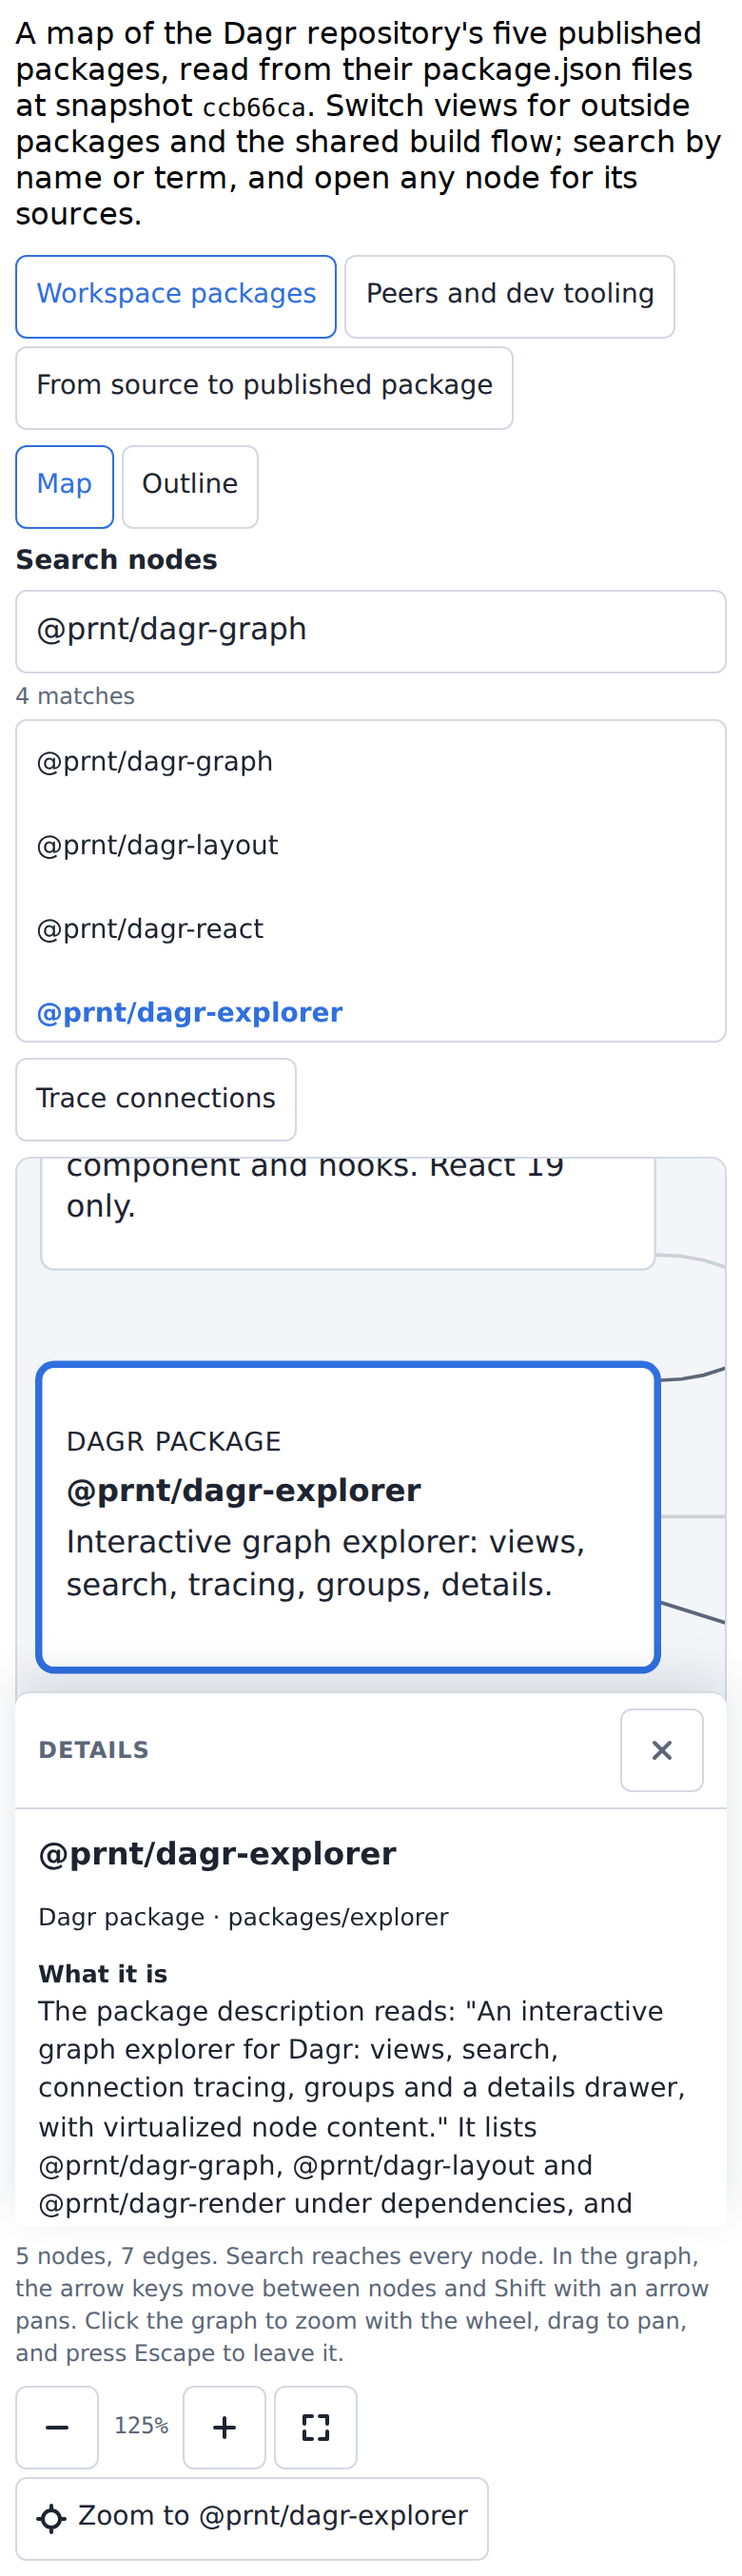 A map of the Dagr repository's five published
packages, read from their package.json files
at snapshot ccb66ca. Switch views for outside
packages and the shared build flow; search by
name or term, and open any node for its
sources.
Workspace packages
Peers and dev tooling
From source to published package
Map
Outline
Search nodes
@prnt/dagr-graph
4 matches
@prnt/dagr-graph
@prnt/dagr-layout
@prnt/dagr-react
@prnt/dagr-explorer
Trace connections
component and hooks. React 19
only.
DAGR PACKAGE
@prnt/dagr-explorer
Interactive graph explorer: views,
search, tracing, groups, details.
DETAILS
@prnt/dagr-explorer
Dagr package · packages/explorer
What it is
The package description reads: "An interactive
graph explorer for Dagr: views, search,
connection tracing, groups and a details drawer,
with virtualized node content." It lists
@prnt/dagr-graph, @prnt/dagr-layout and
@prnt/dagr-render under dependencies, and
5 nodes, 7 edges. Search reaches every node. In the graph,
the arrow keys move between nodes and Shift with an arrow
pans. Click the graph to zoom with the wheel, drag to pan,
and press Escape to leave it.
125%
Zoom to @prnt/dagr-explorer